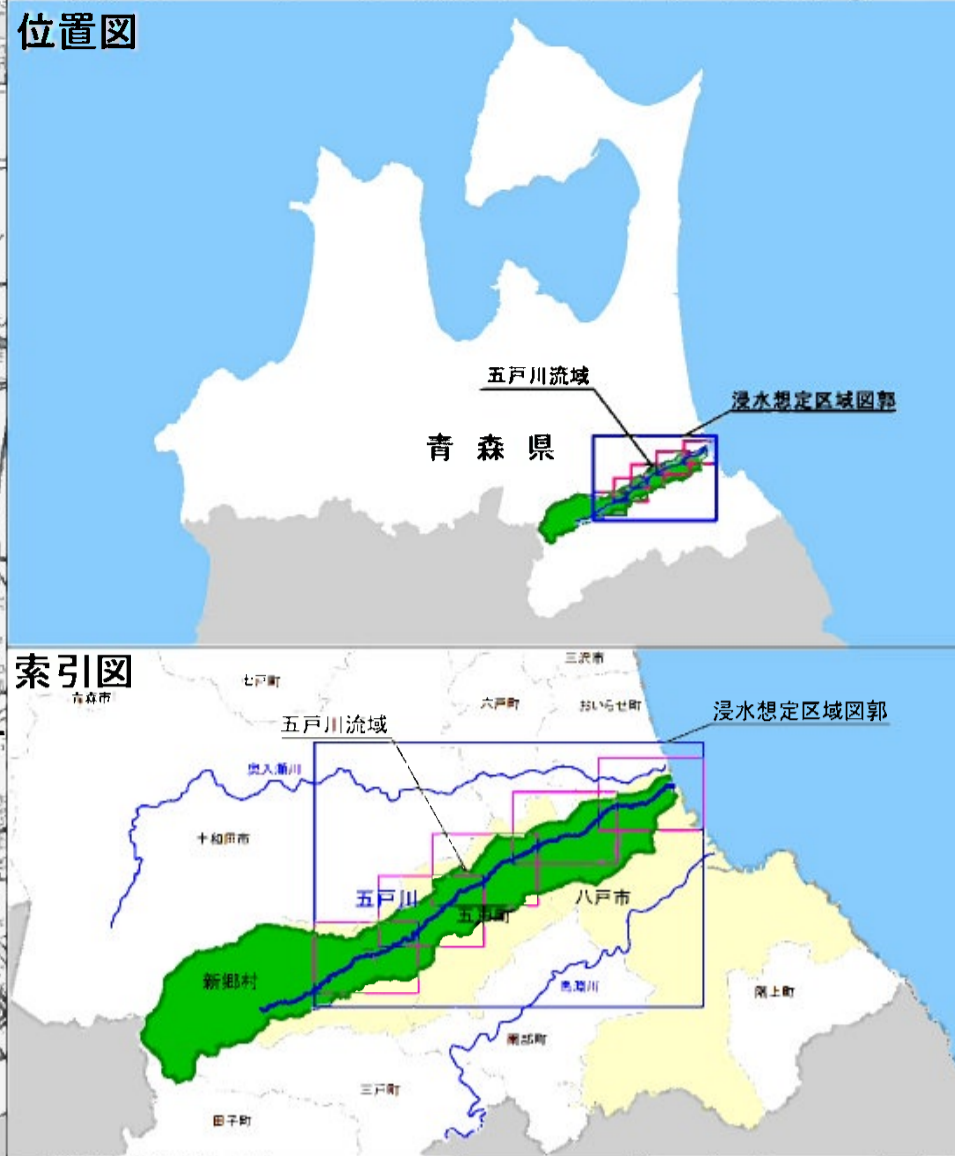 位置図
五戸川流域
浸水想定区域図郭
青森県
索引図
青森市
七戸町
三沢市
六戸町
おいらせ町
五戸川流域
浸水想定区域図郭
奥入瀬川
十和田市
五戸川
五戸町
八戸市
新郷村
馬淵川
階上町
南部町
三戸町
田子町